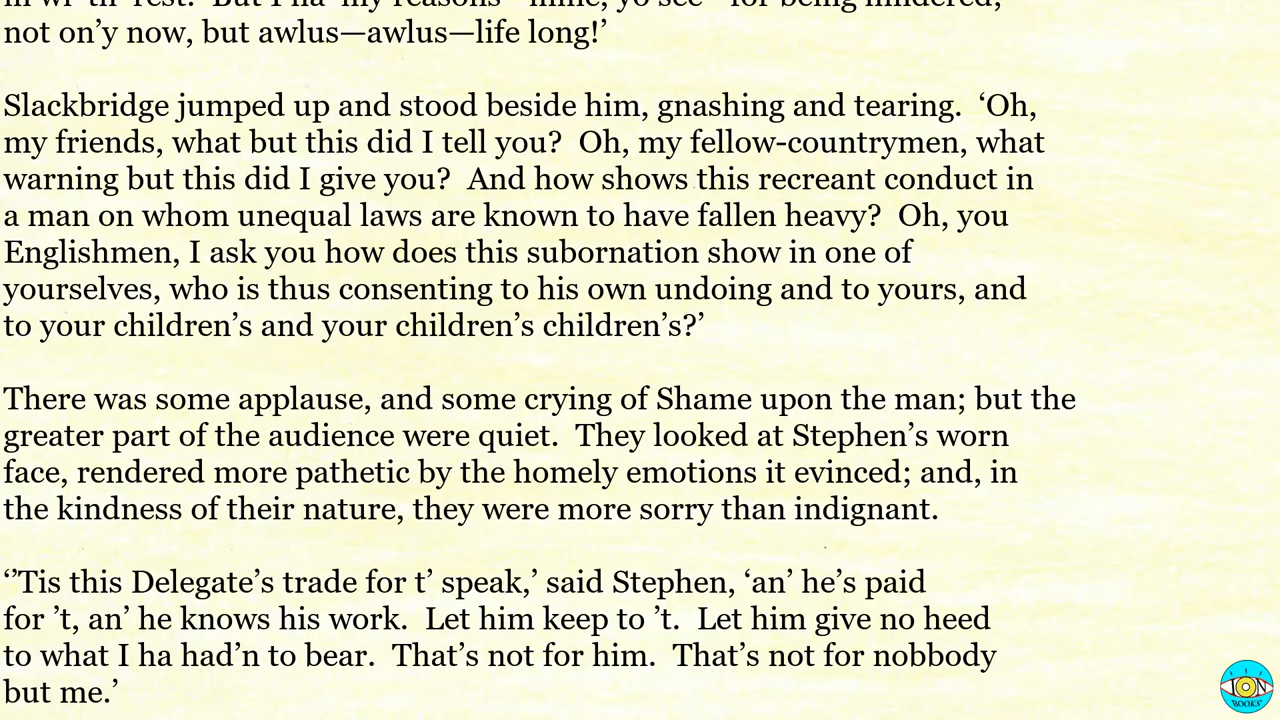 not on’y now, but awlus—awlus—life long!’
Slackbridge jumped up and stood beside him, gnashing and tearing.  ‘Oh,
my friends, what but this did I tell you?  Oh, my fellow-countrymen, what
warning but this did I give you?  And how shows this recreant conduct in
a man on whom unequal laws are known to have fallen heavy?  Oh, you
Englishmen, I ask you how does this subornation show in one of
yourselves, who is thus consenting to his own undoing and to yours, and
to your children’s and your children’s children’s?’
There was some applause, and some crying of Shame upon the man; but the
greater part of the audience were quiet.  They looked at Stephen’s worn
face, rendered more pathetic by the homely emotions it evinced; and, in
the kindness of their nature, they were more sorry than indignant.
‘’Tis this Delegate’s trade for t’ speak,’ said Stephen, ‘an’ he’s paid
for ’t, an’ he knows his work.  Let him keep to ’t.  Let him give no heed
to what I ha had’n to bear.  That’s not for him.  That’s not for nobbody
but me.’
ION
BOOKS